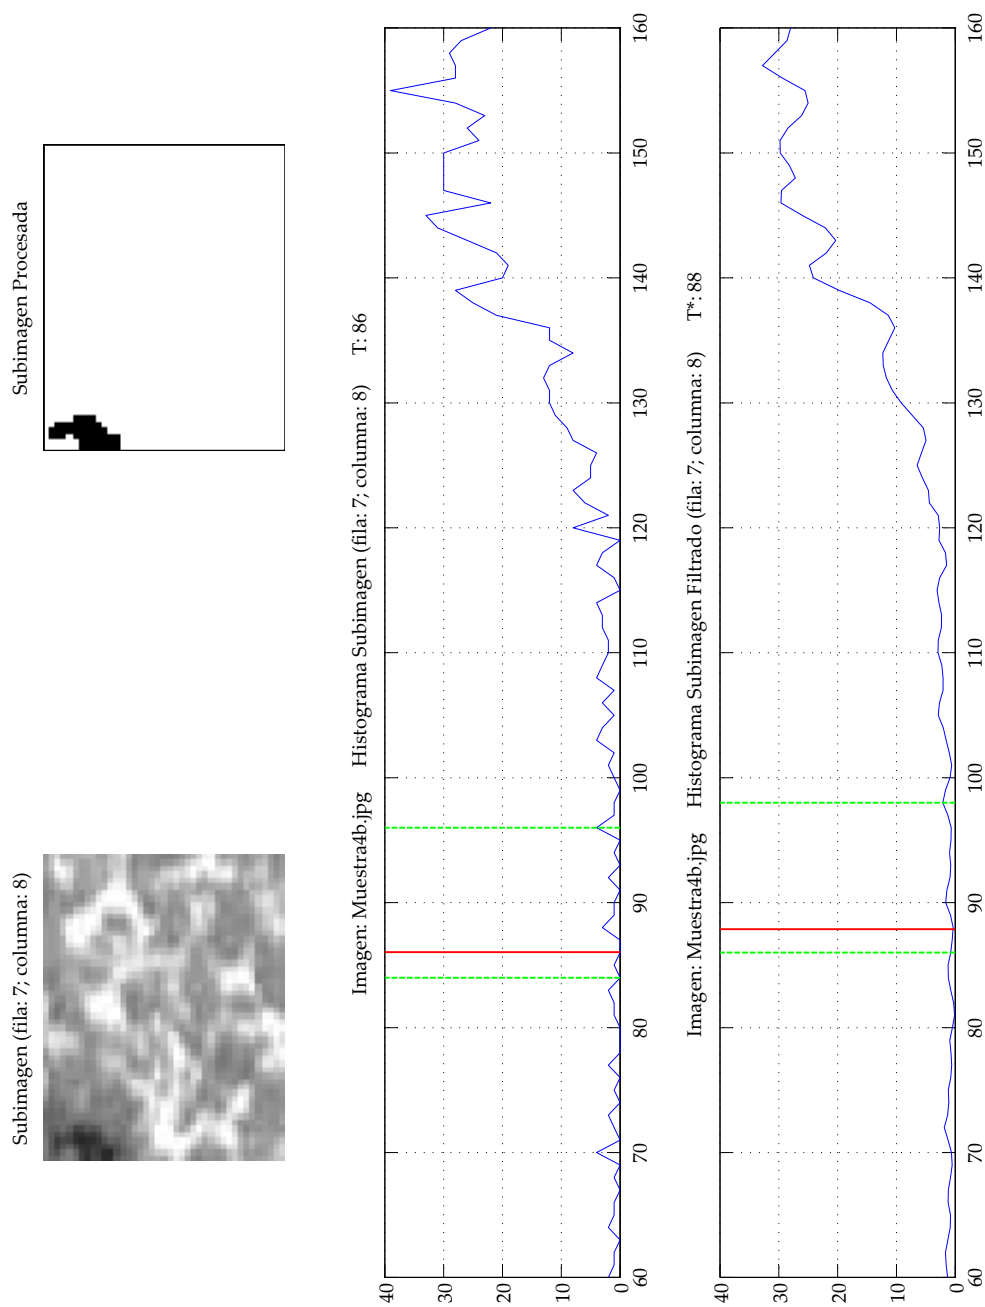 Subimagen (fila: 7; columna: 8)
Subimagen Procesada
Imagen: Muestra4b.jpg Histograma Subimagen (fila: 7; columna: 8) T: 86
40
30
20
10
0
60 70 80 90 100 110 120 130 140 150 160
Imagen: Muestra4b.jpg Histograma Subimagen Filtrado (fila: 7; columna: 8) T*: 88
40
30
20
10
0
60 70 80 90 100 110 120 130 140 150 160